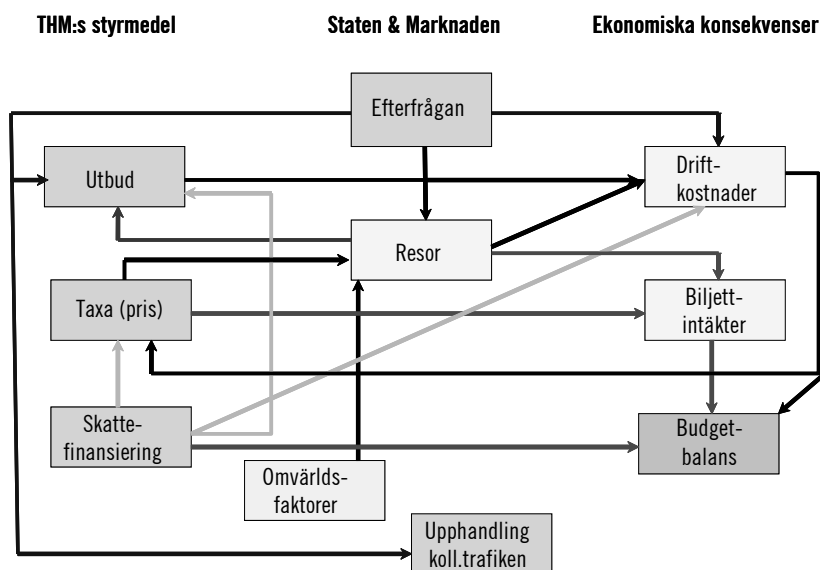 THM:s styrmedel
Staten & Marknaden
Ekonomiska konsekvenser
Efterfrågan
Utbud
Drift-
kostnader
Resor
Taxa (pris)
Biljett-
intäkter
Skatte-
finansiering
Budget-
balans
Omvärlds-
faktorer
Upphandling
koll.trafiken